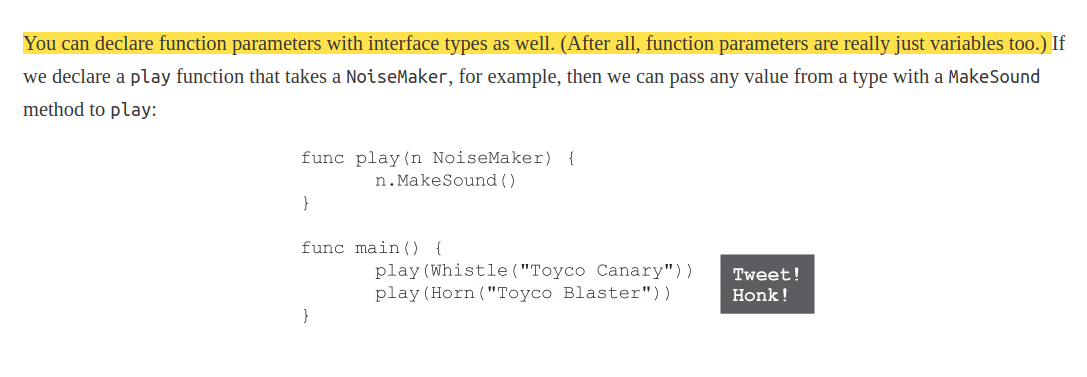 You can declare function parameters with interface types as well. (After all, function parameters are really just variables too.) If
we declare a play function that takes a NoiseMaker, for example, then we can pass any value from a type with a MakeSound
method to play:
func play(n NoiseMaker) {
n.MakeSound()
}
func main() {
play(Whistle("Toyco Canary"))
play(Horn("Toyco Blaster"))
}
Tweet!
Honk!